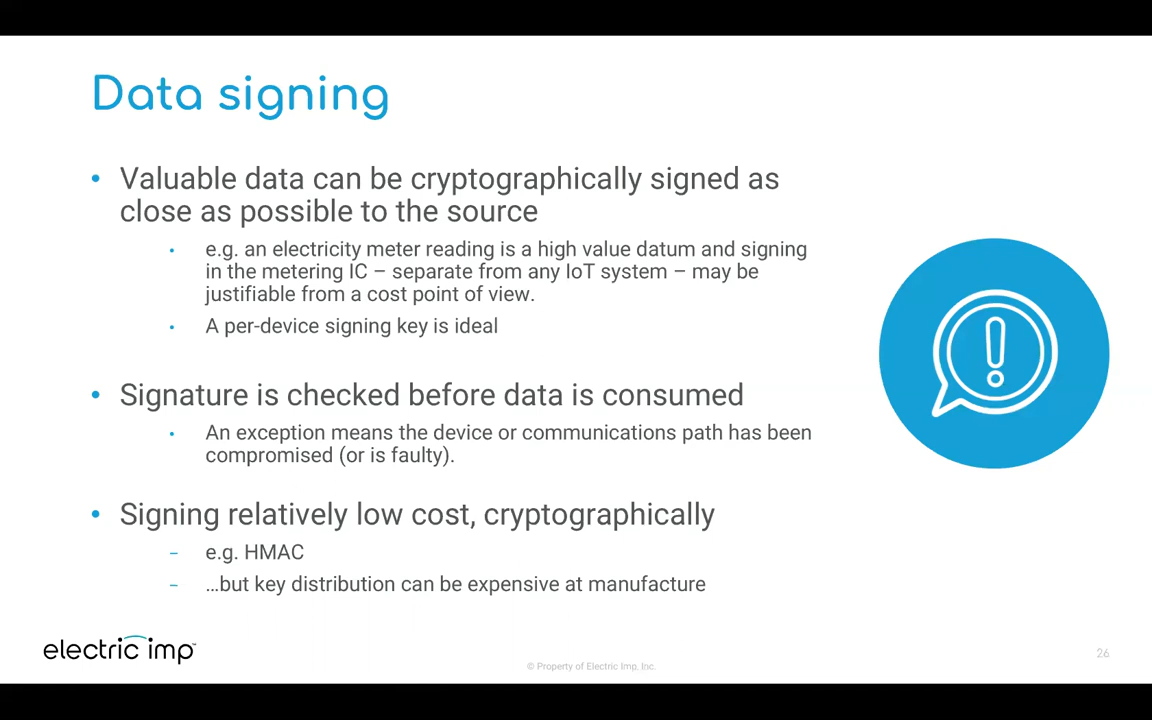 Data signing
• Valuable data can be cryptographically signed as
close as possible to the source
• e.g. an electricity meter reading is a high value datum and signing
in the metering IC – separate from any IoT system – may be
justifiable from a cost point of view.
• A per-device signing key is ideal
• Signature is checked before data is consumed
• An exception means the device or communications path has been
compromised (or is faulty).
• Signing relatively low cost, cryptographically
– e.g. HMAC
– …but key distribution can be expensive at manufacture
electric imp™
© Property of Electric Imp, Inc.
26